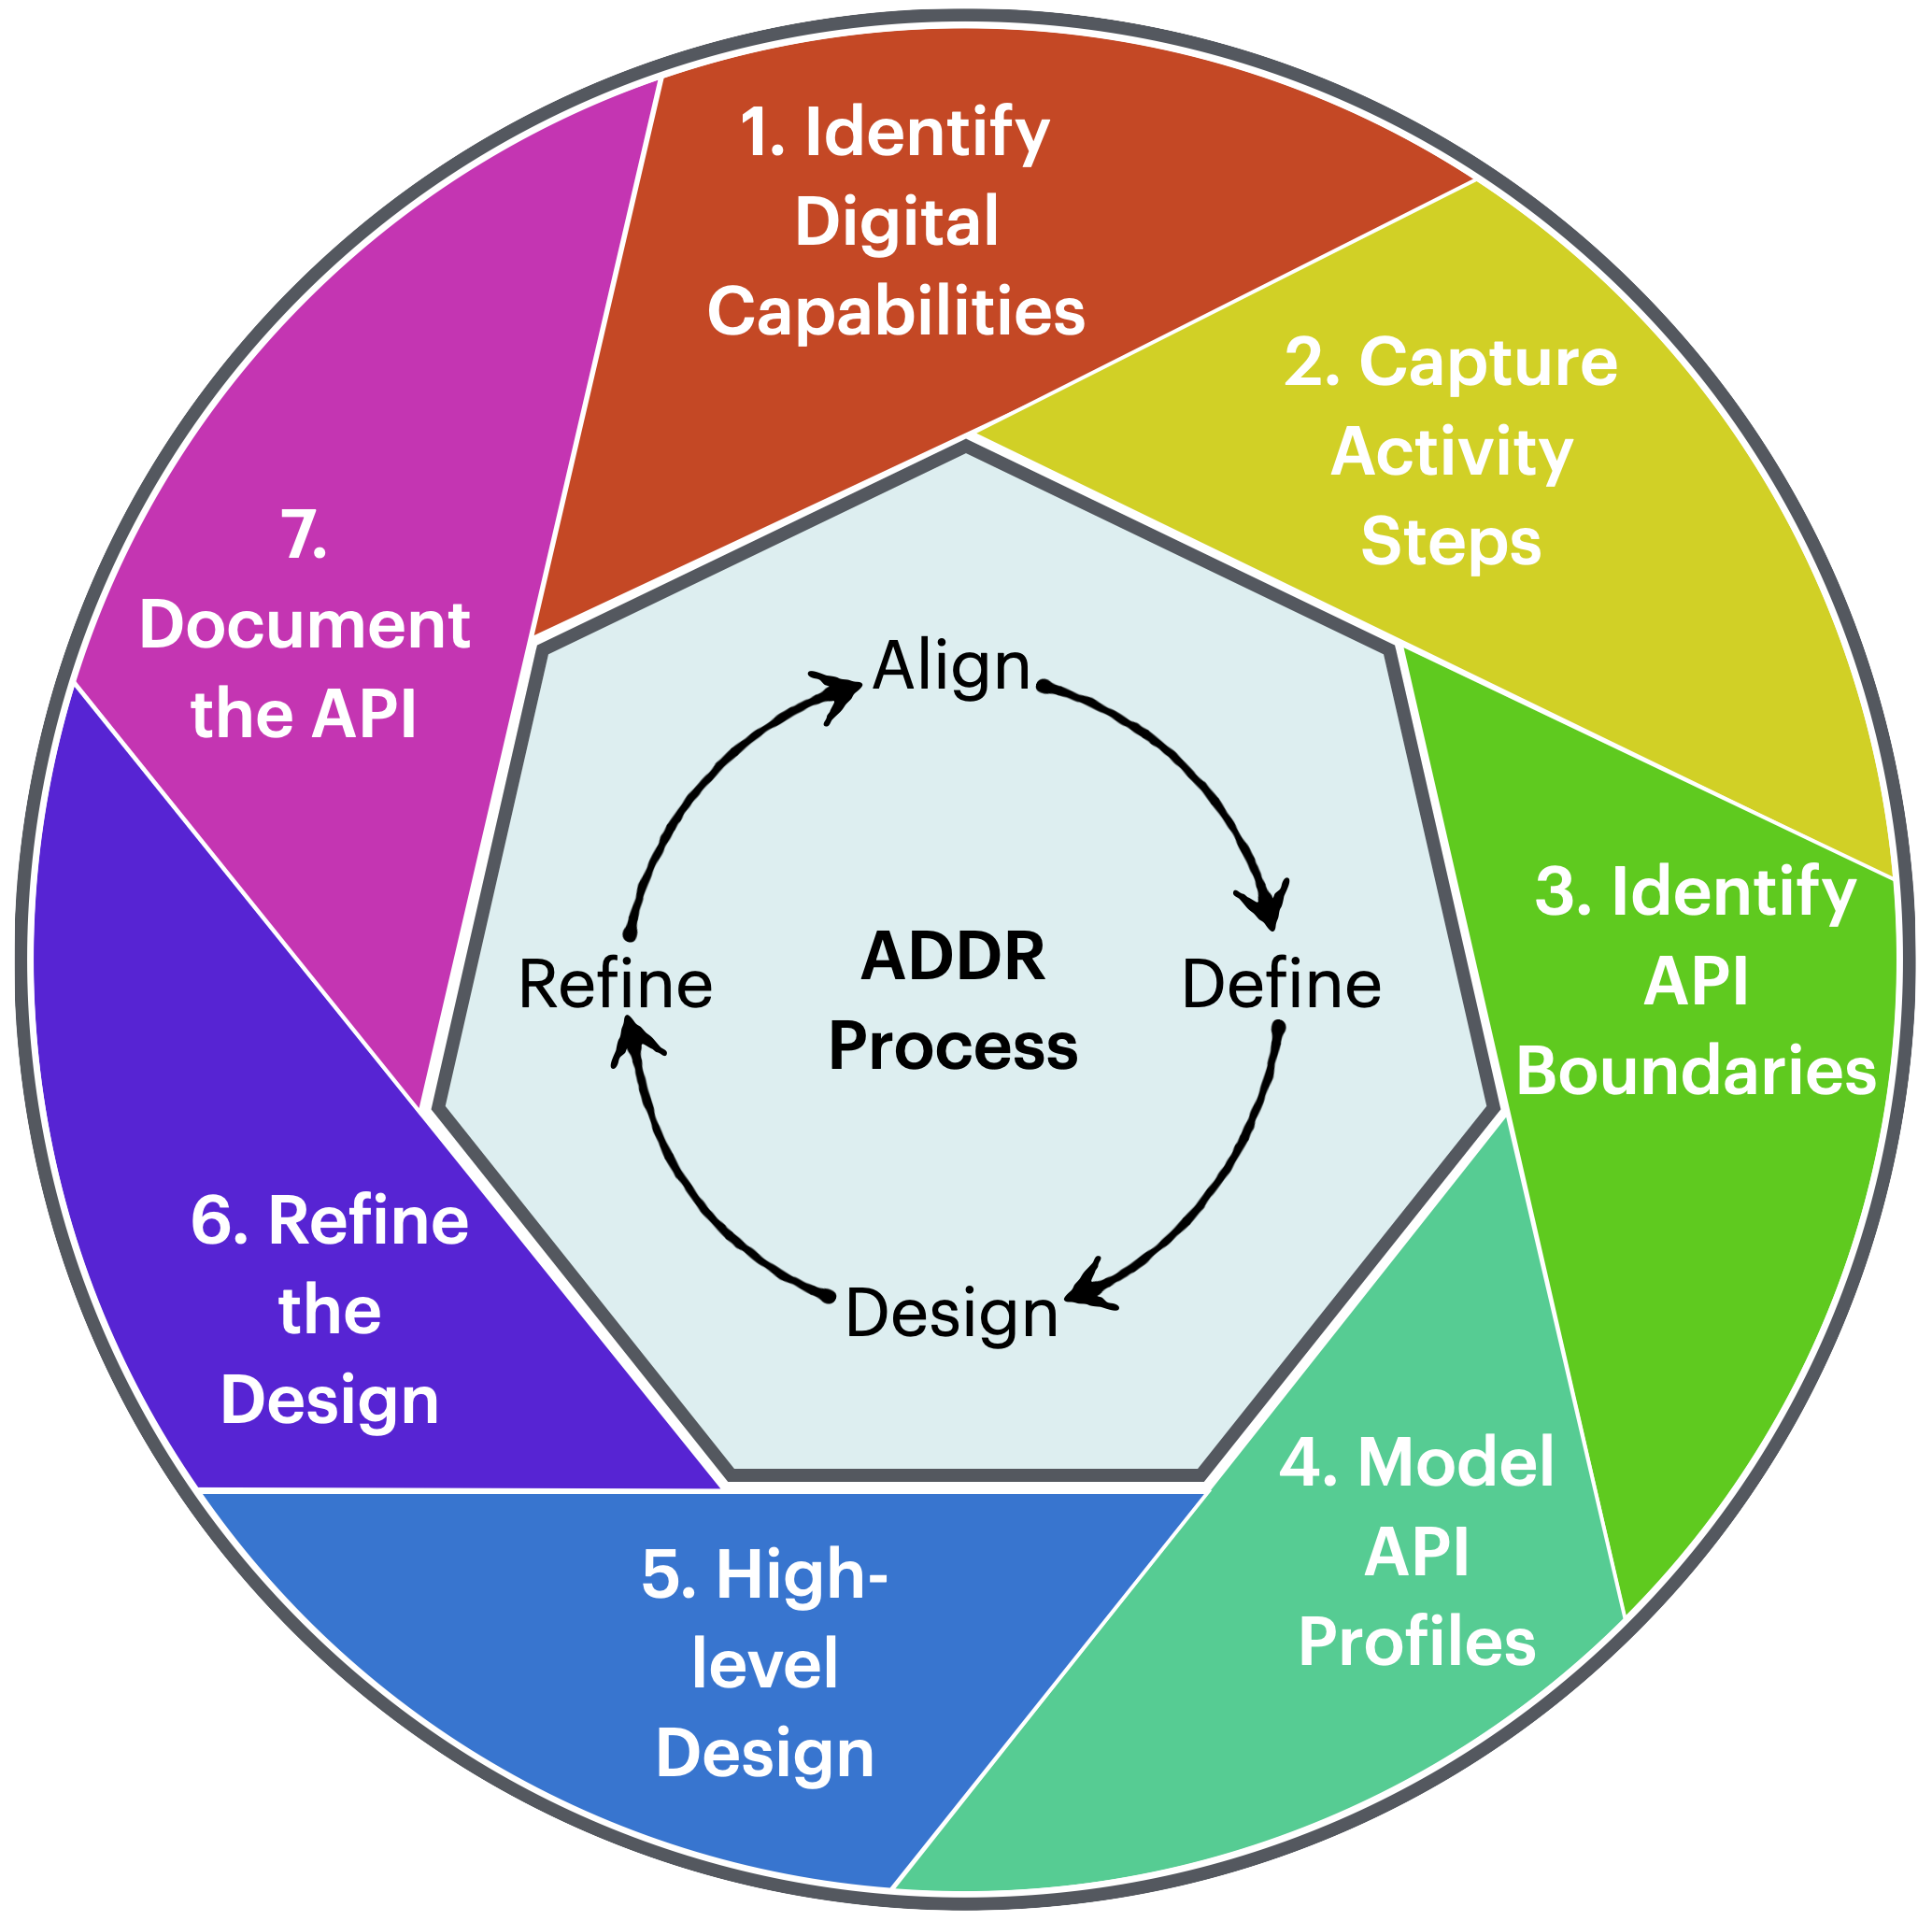 1. Identify
Digital
Capabilities
2. Capture
Activity
Steps
3. Identify
API
Boundaries
4. Model
API
Profiles
5. High-
level
Design
6. Refine
the
Design
7.
Document
the API
Align
Define
Design
Refine
ADDR
Process